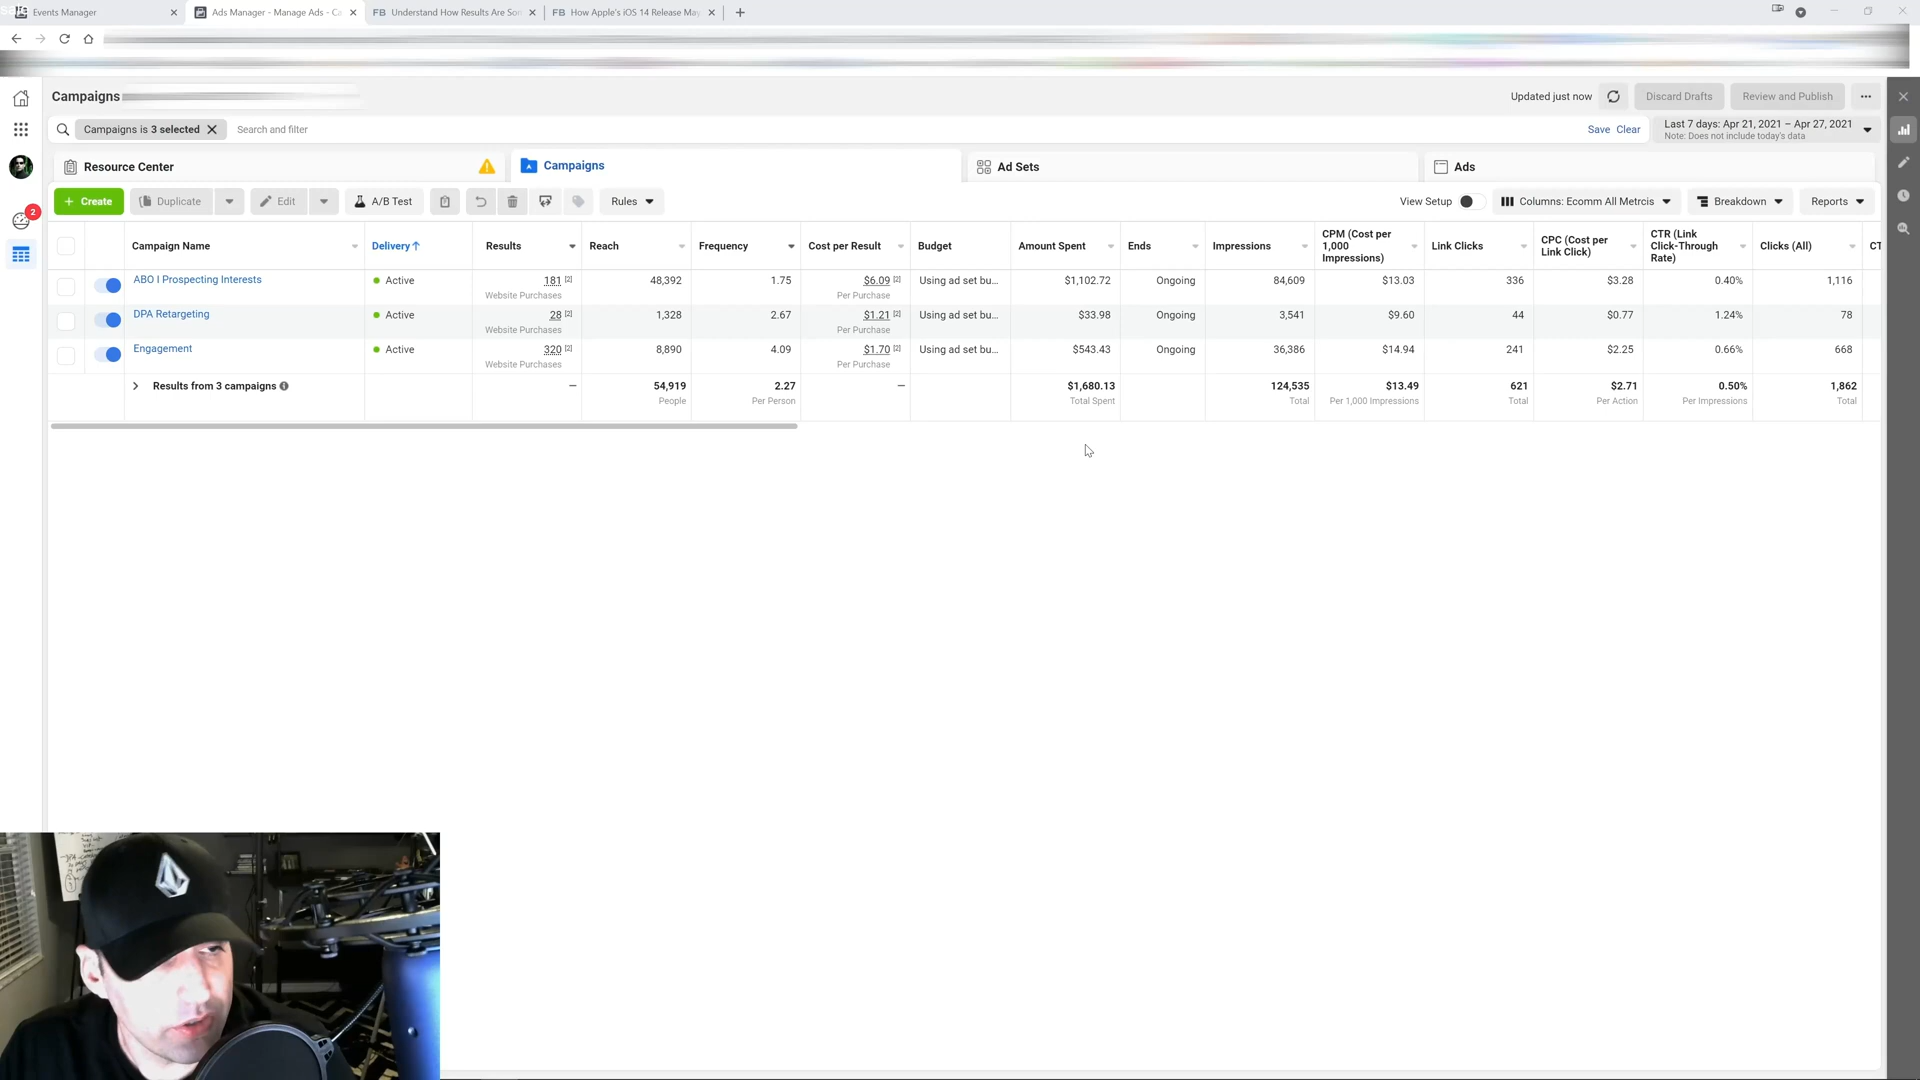 Events Manager
Ads Manager - Manage Ads - Ca
FB Understand How Results Are Sor
FB How Apple's iOS 14 Release May
Campaigns
Updated just now
Discard Drafts
Review and Publish
Campaigns is 3 selected
Search and filter
Save
Clear
Last 7 days: Apr 21, 2021 – Apr 27, 2021
Note: Does not include today's data
Resource Center
Campaigns
Ad Sets
Ads
2
+ Create
Duplicate
Edit
A/B Test
Rules
View Setup
Columns: Ecomm All Metrcis
Breakdown
Reports
Campaign Name
Delivery↑
Results
Reach
Frequency
Cost per Result
Budget
Amount Spent
Ends
Impressions
CPM (Cost per
1,000
Impressions)
Link Clicks
CPC (Cost per
Link Click)
CTR (Link
Click-Through
Rate)
Clicks (All)
CT
ABO I Prospecting Interests
Active
181 [2]
Website Purchases
48,392
1.75
$6.09 [2]
Per Purchase
Using ad set bu...
$1,102.72
Ongoing
84,609
$13.03
336
$3.28
0.40%
1,116
DPA Retargeting
Active
28 [2]
Website Purchases
1,328
2.67
$1.21 [2]
Per Purchase
Using ad set bu...
$33.98
Ongoing
3,541
$9.60
44
$0.77
1.24%
78
Engagement
Active
320 [2]
Website Purchases
8,890
4.09
$1.70 [2]
Per Purchase
Using ad set bu...
$543.43
Ongoing
36,386
$14.94
241
$2.25
0.66%
668
Results from 3 campaigns
—
54,919
People
2.27
Per Person
—
$1,680.13
Total Spent
124,535
Total
$13.49
Per 1,000 Impressions
621
Total
$2.71
Per Action
0.50%
Per Impressions
1,862
Total